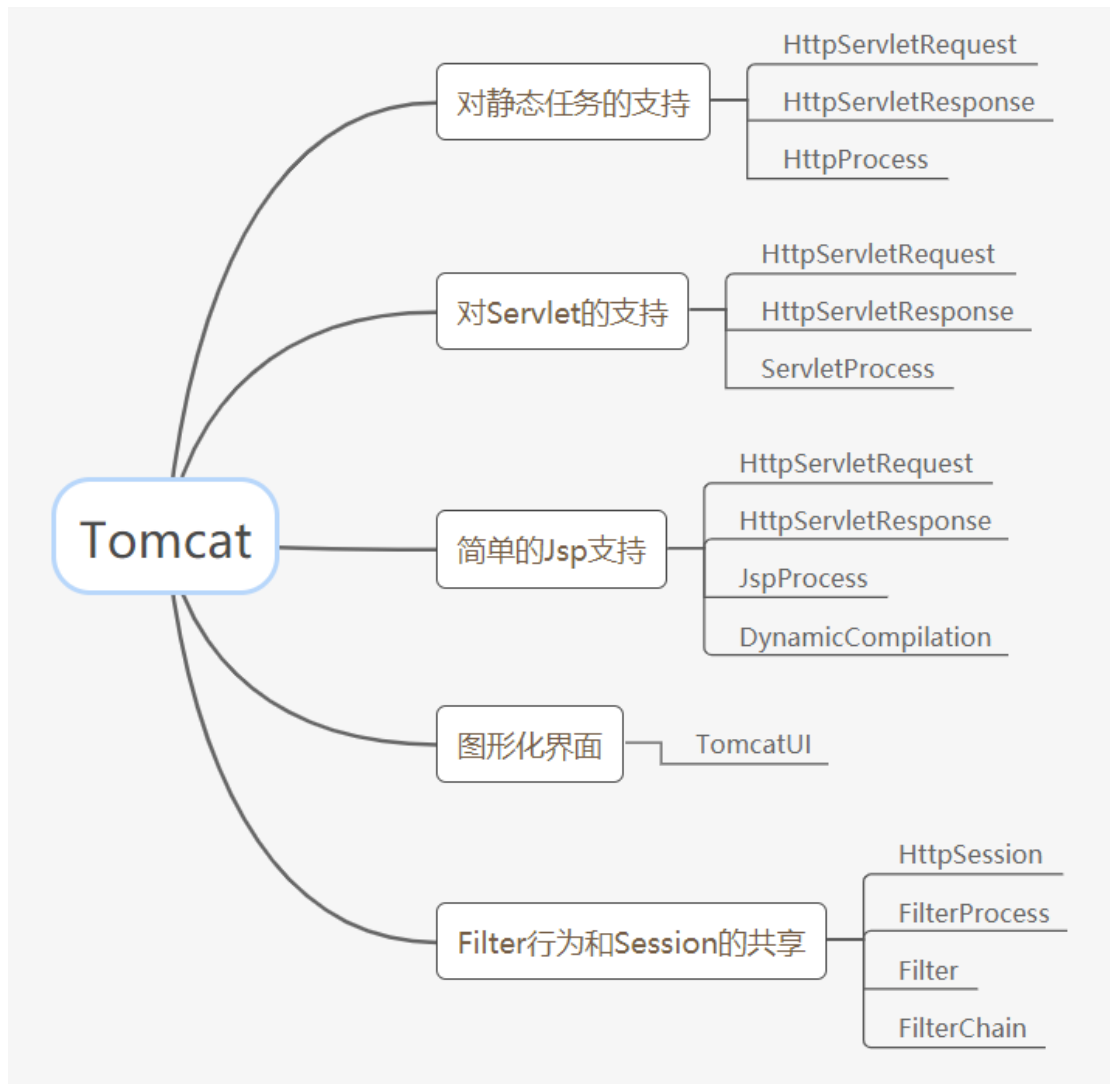 Tomcat
对静态任务的支持
HttpServletRequest
HttpServletResponse
HttpProcess
对Servlet的支持
HttpServletRequest
HttpServletResponse
ServletProcess
简单的Jsp支持
HttpServletRequest
HttpServletResponse
JspProcess
DynamicCompilation
图形化界面
TomcatUI
Filter行为和Session的共享
HttpSession
FilterProcess
Filter
FilterChain